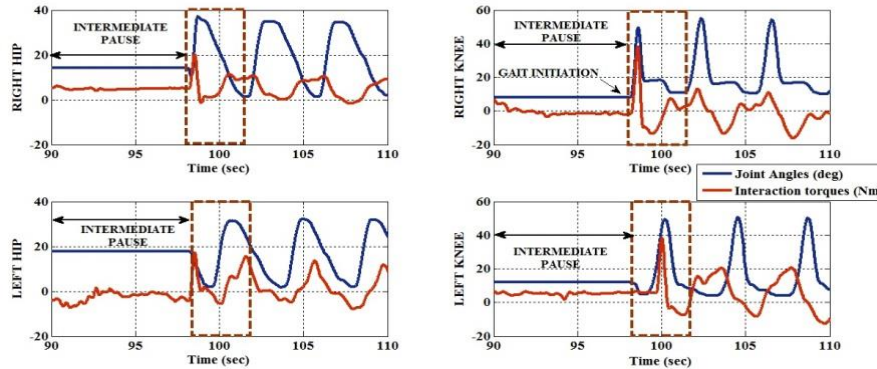 60
40
20
0
-20
RIGHT HIP
INTERMEDIATE
PAUSE
90 95 100 105 110
Time (sec)
60
40
20
0
-20
RIGHT KNEE
INTERMEDIATE
PAUSE
GAIT INITIATION
90 95 100 105 110
Time (sec)
Joint Angles (deg)
Interaction torques (Nm
60
40
20
0
-20
LEFT HIP
INTERMEDIATE
PAUSE
90 95 100 105 110
Time (sec)
60
40
20
0
-20
LEFT KNEE
INTERMEDIATE
PAUSE
90 95 100 105 110
Time (sec)